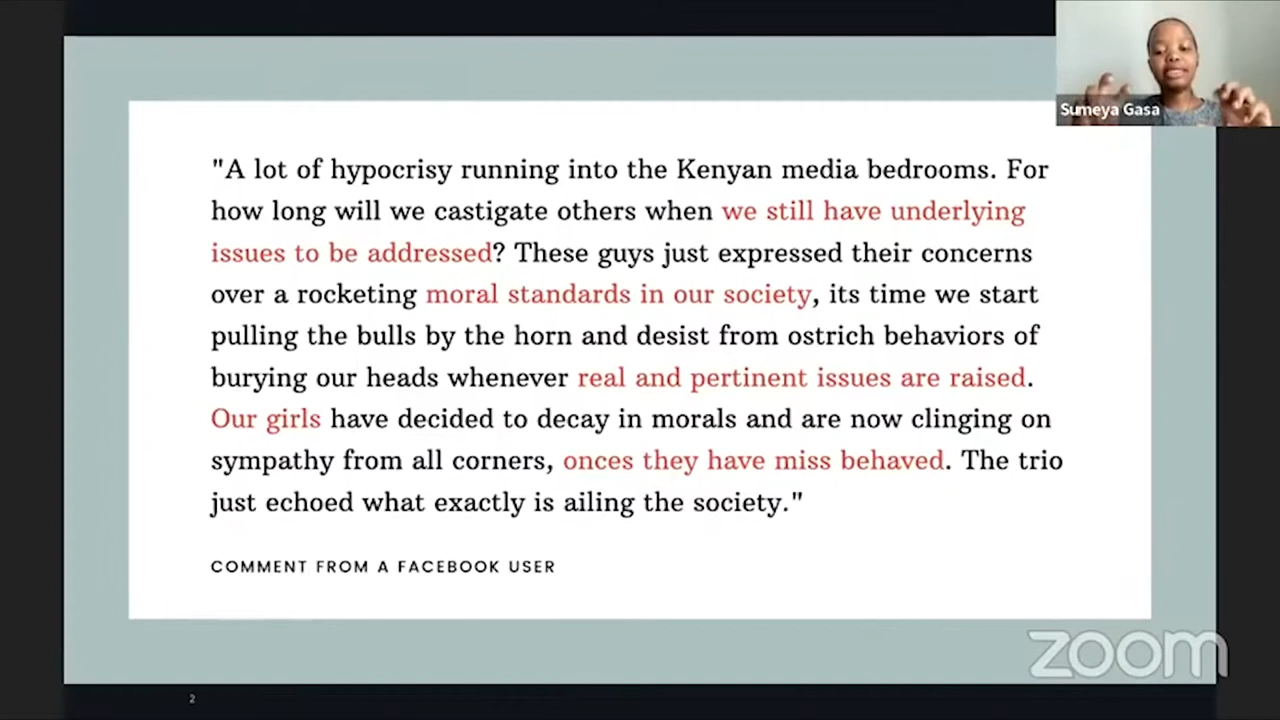 Sumeya Gasa
"A lot of hypocrisy running into the Kenyan media bedrooms. For
how long will we castigate others when we still have underlying
issues to be addressed? These guys just expressed their concerns
over a rocketing moral standards in our society, its time we start
pulling the bulls by the horn and desist from ostrich behaviors of
burying our heads whenever real and pertinent issues are raised.
Our girls have decided to decay in morals and are now clinging on
sympathy from all corners, onces they have miss behaved. The trio
just echoed what exactly is ailing the society."
COMMENT FROM A FACEBOOK USER
zoom
2